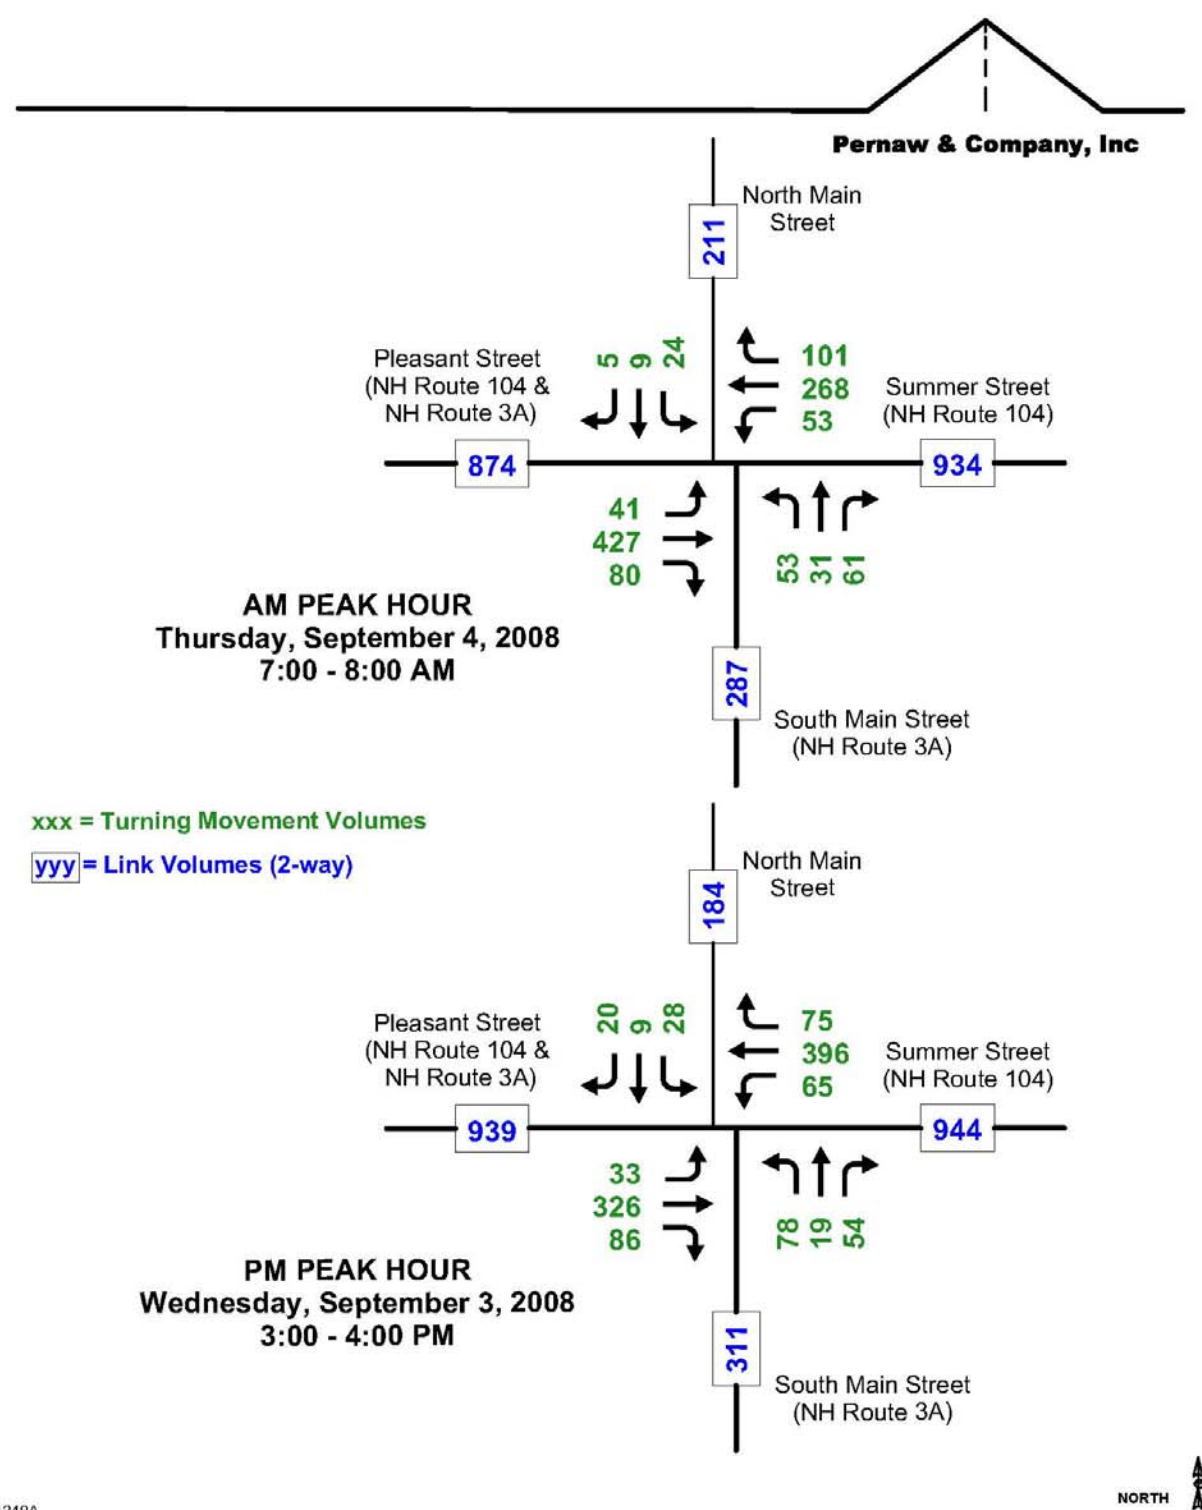 Pernaw & Company, Inc
North Main
Street
211
Pleasant Street
(NH Route 104 &
NH Route 3A)
5 9 24
101
268
53
Summer Street
(NH Route 104)
874
934
41
427
80
53 31 61
AM PEAK HOUR
Thursday, September 4, 2008
7:00 - 8:00 AM
287
South Main Street
(NH Route 3A)
xxx = Turning Movement Volumes
yyy = Link Volumes (2-way)
North Main
Street
184
Pleasant Street
(NH Route 104 &
NH Route 3A)
20 9 28
75
396
65
Summer Street
(NH Route 104)
939
944
33
326
86
78 19 54
PM PEAK HOUR
Wednesday, September 3, 2008
3:00 - 4:00 PM
311
South Main Street
(NH Route 3A)
NORTH